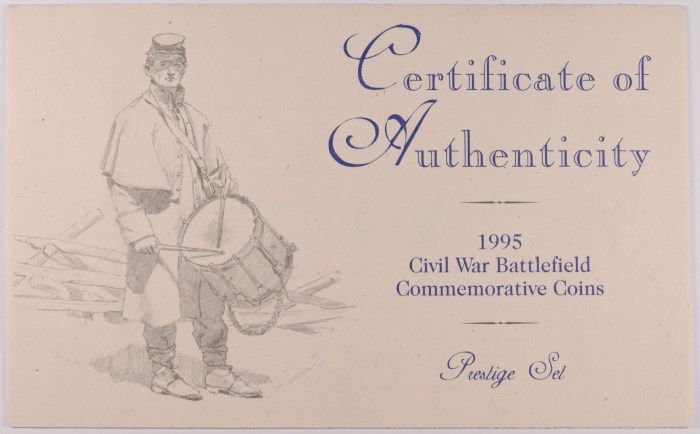 Certificate of
Authenticity
1995
Civil War Battlefield
Commemorative Coins
Prestige Set